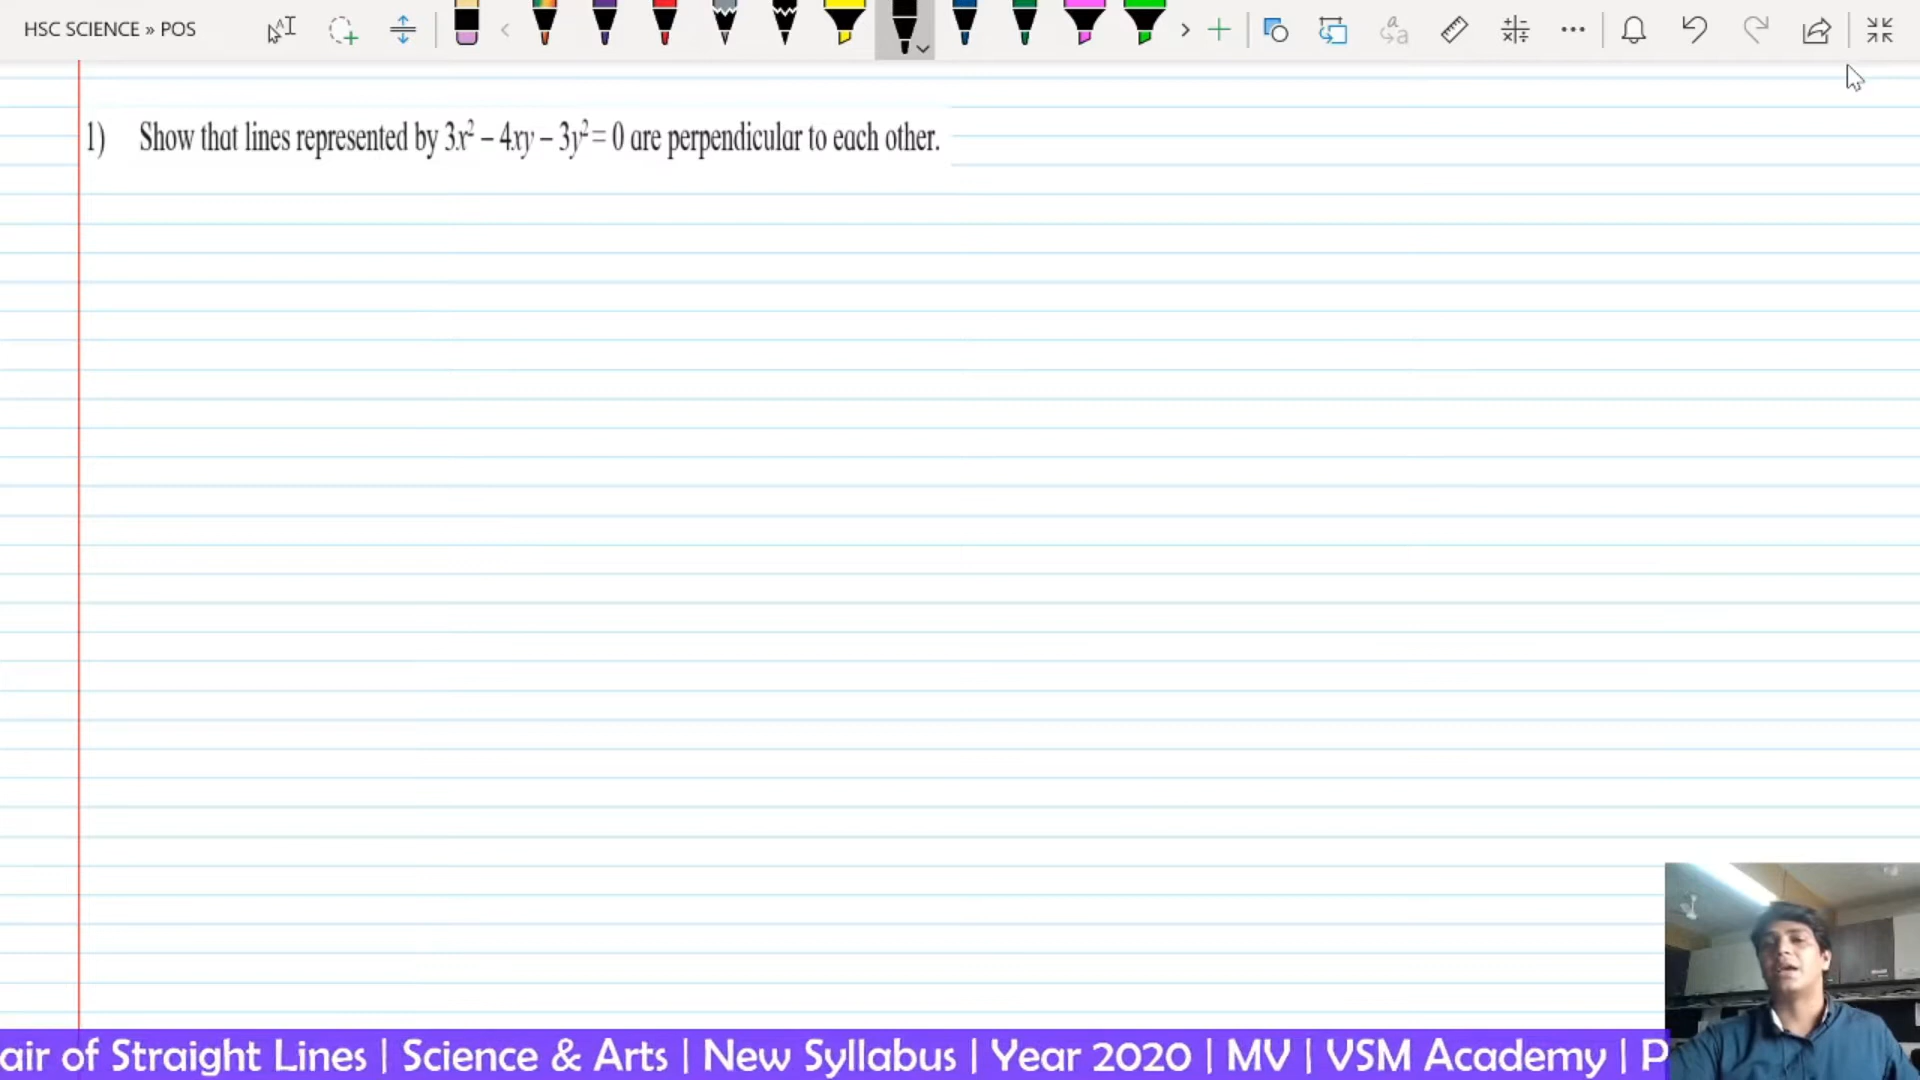 HSC SCIENCE » POS
1) Show that lines represented by 3x² – 4xy – 3y² = 0 are perpendicular to each other.
air of Straight Lines | Science & Arts | New Syllabus | Year 2020 | MV | VSM Academy | P